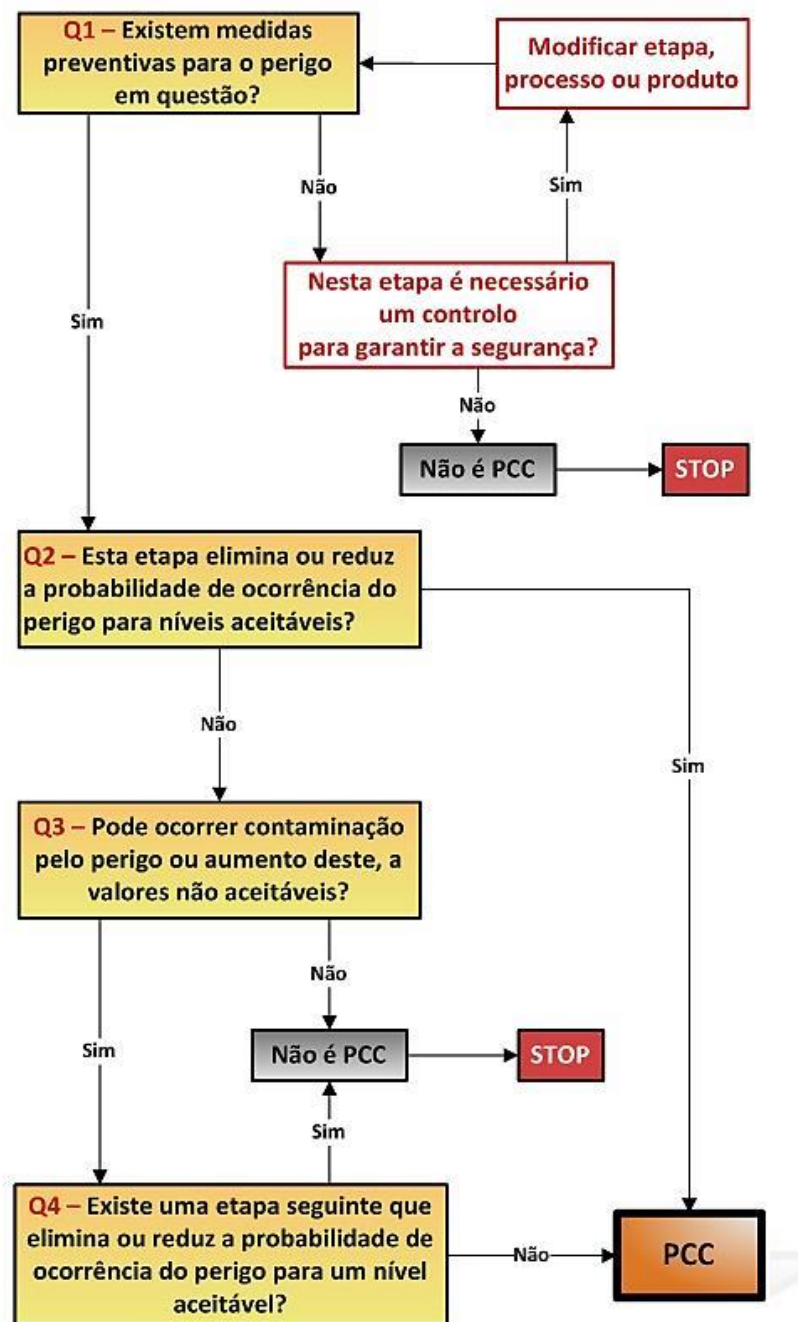 Q1 – Existem medidas
preventivas para o perigo
em questão?
Modificar etapa,
processo ou produto
Não
Sim
Nesta etapa é necessário
um controlo
para garantir a segurança?
Sim
Não
Não é PCC
STOP
Q2 – Esta etapa elimina ou reduz
a probabilidade de ocorrência do
perigo para níveis aceitáveis?
Não
Sim
Q3 – Pode ocorrer contaminação
pelo perigo ou aumento deste, a
valores não aceitáveis?
Não
Sim
Não é PCC
STOP
Sim
Q4 – Existe uma etapa seguinte que
elimina ou reduz a probabilidade de
ocorrência do perigo para um nível
aceitável?
Não
PCC